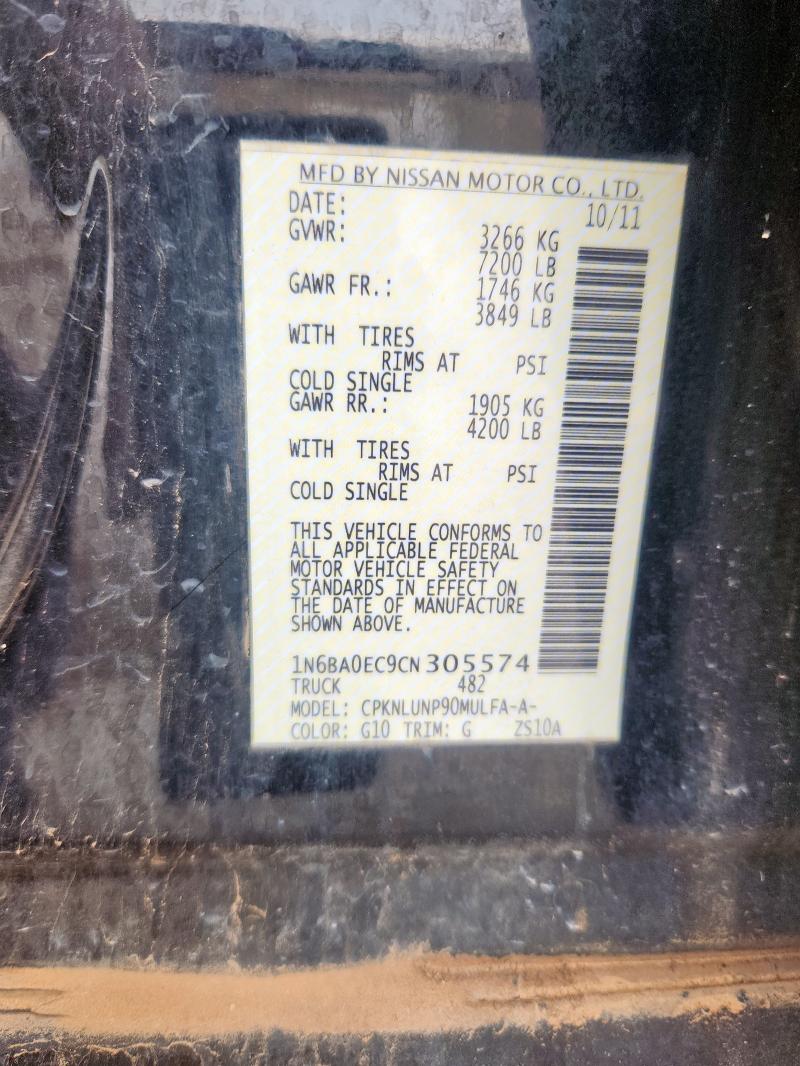 MFD BY NISSAN MOTOR CO., LTD.
DATE: 10/11
GVWR: 3266 KG
7200 LB
GAWR FR.: 1746 KG
3849 LB
WITH TIRES
RIMS AT PSI
COLD SINGLE
GAWR RR.: 1905 KG
4200 LB
WITH TIRES
RIMS AT PSI
COLD SINGLE
THIS VEHICLE CONFORMS TO
ALL APPLICABLE FEDERAL
MOTOR VEHICLE SAFETY
STANDARDS IN EFFECT ON
THE DATE OF MANUFACTURE
SHOWN ABOVE.
1N6BA0EC9CN 305574
TRUCK 482
MODEL: CPKNLUNP90MULFA-A-
COLOR: G10 TRIM: G ZS10A